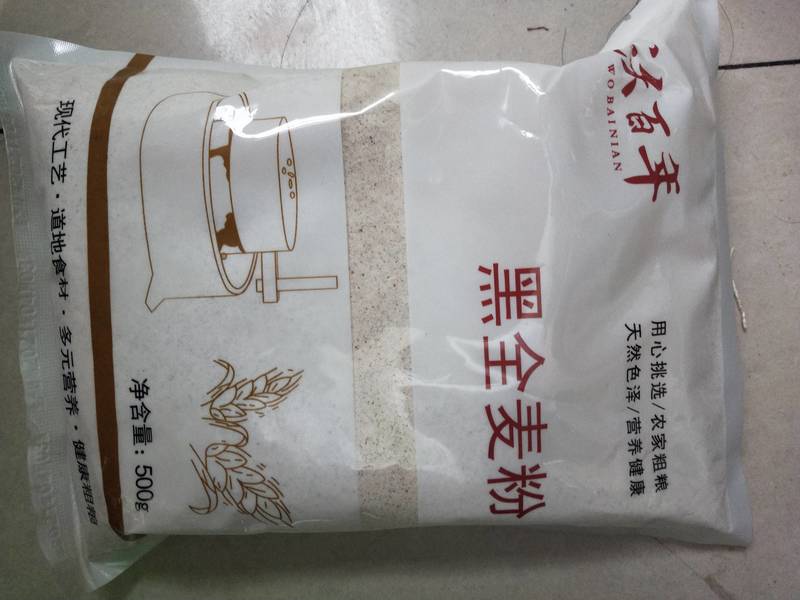 沃百年
WOBAINIAN
用心挑选/农家粗粮
天然色泽/营养健康
黑全麦粉
净含量：500g
现代工艺·道地食材·多元营养·健康粗粮